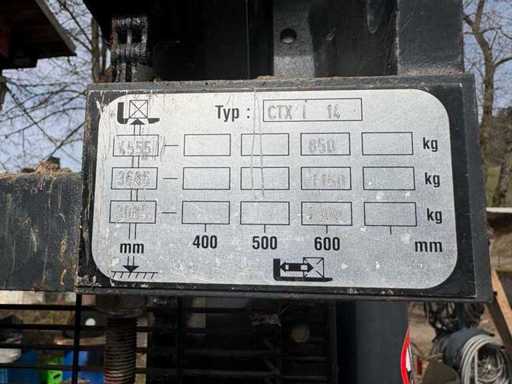 Typ : CTX i 14
4555 850 kg
3685 1150 kg
kg
mm 400 500 600 mm